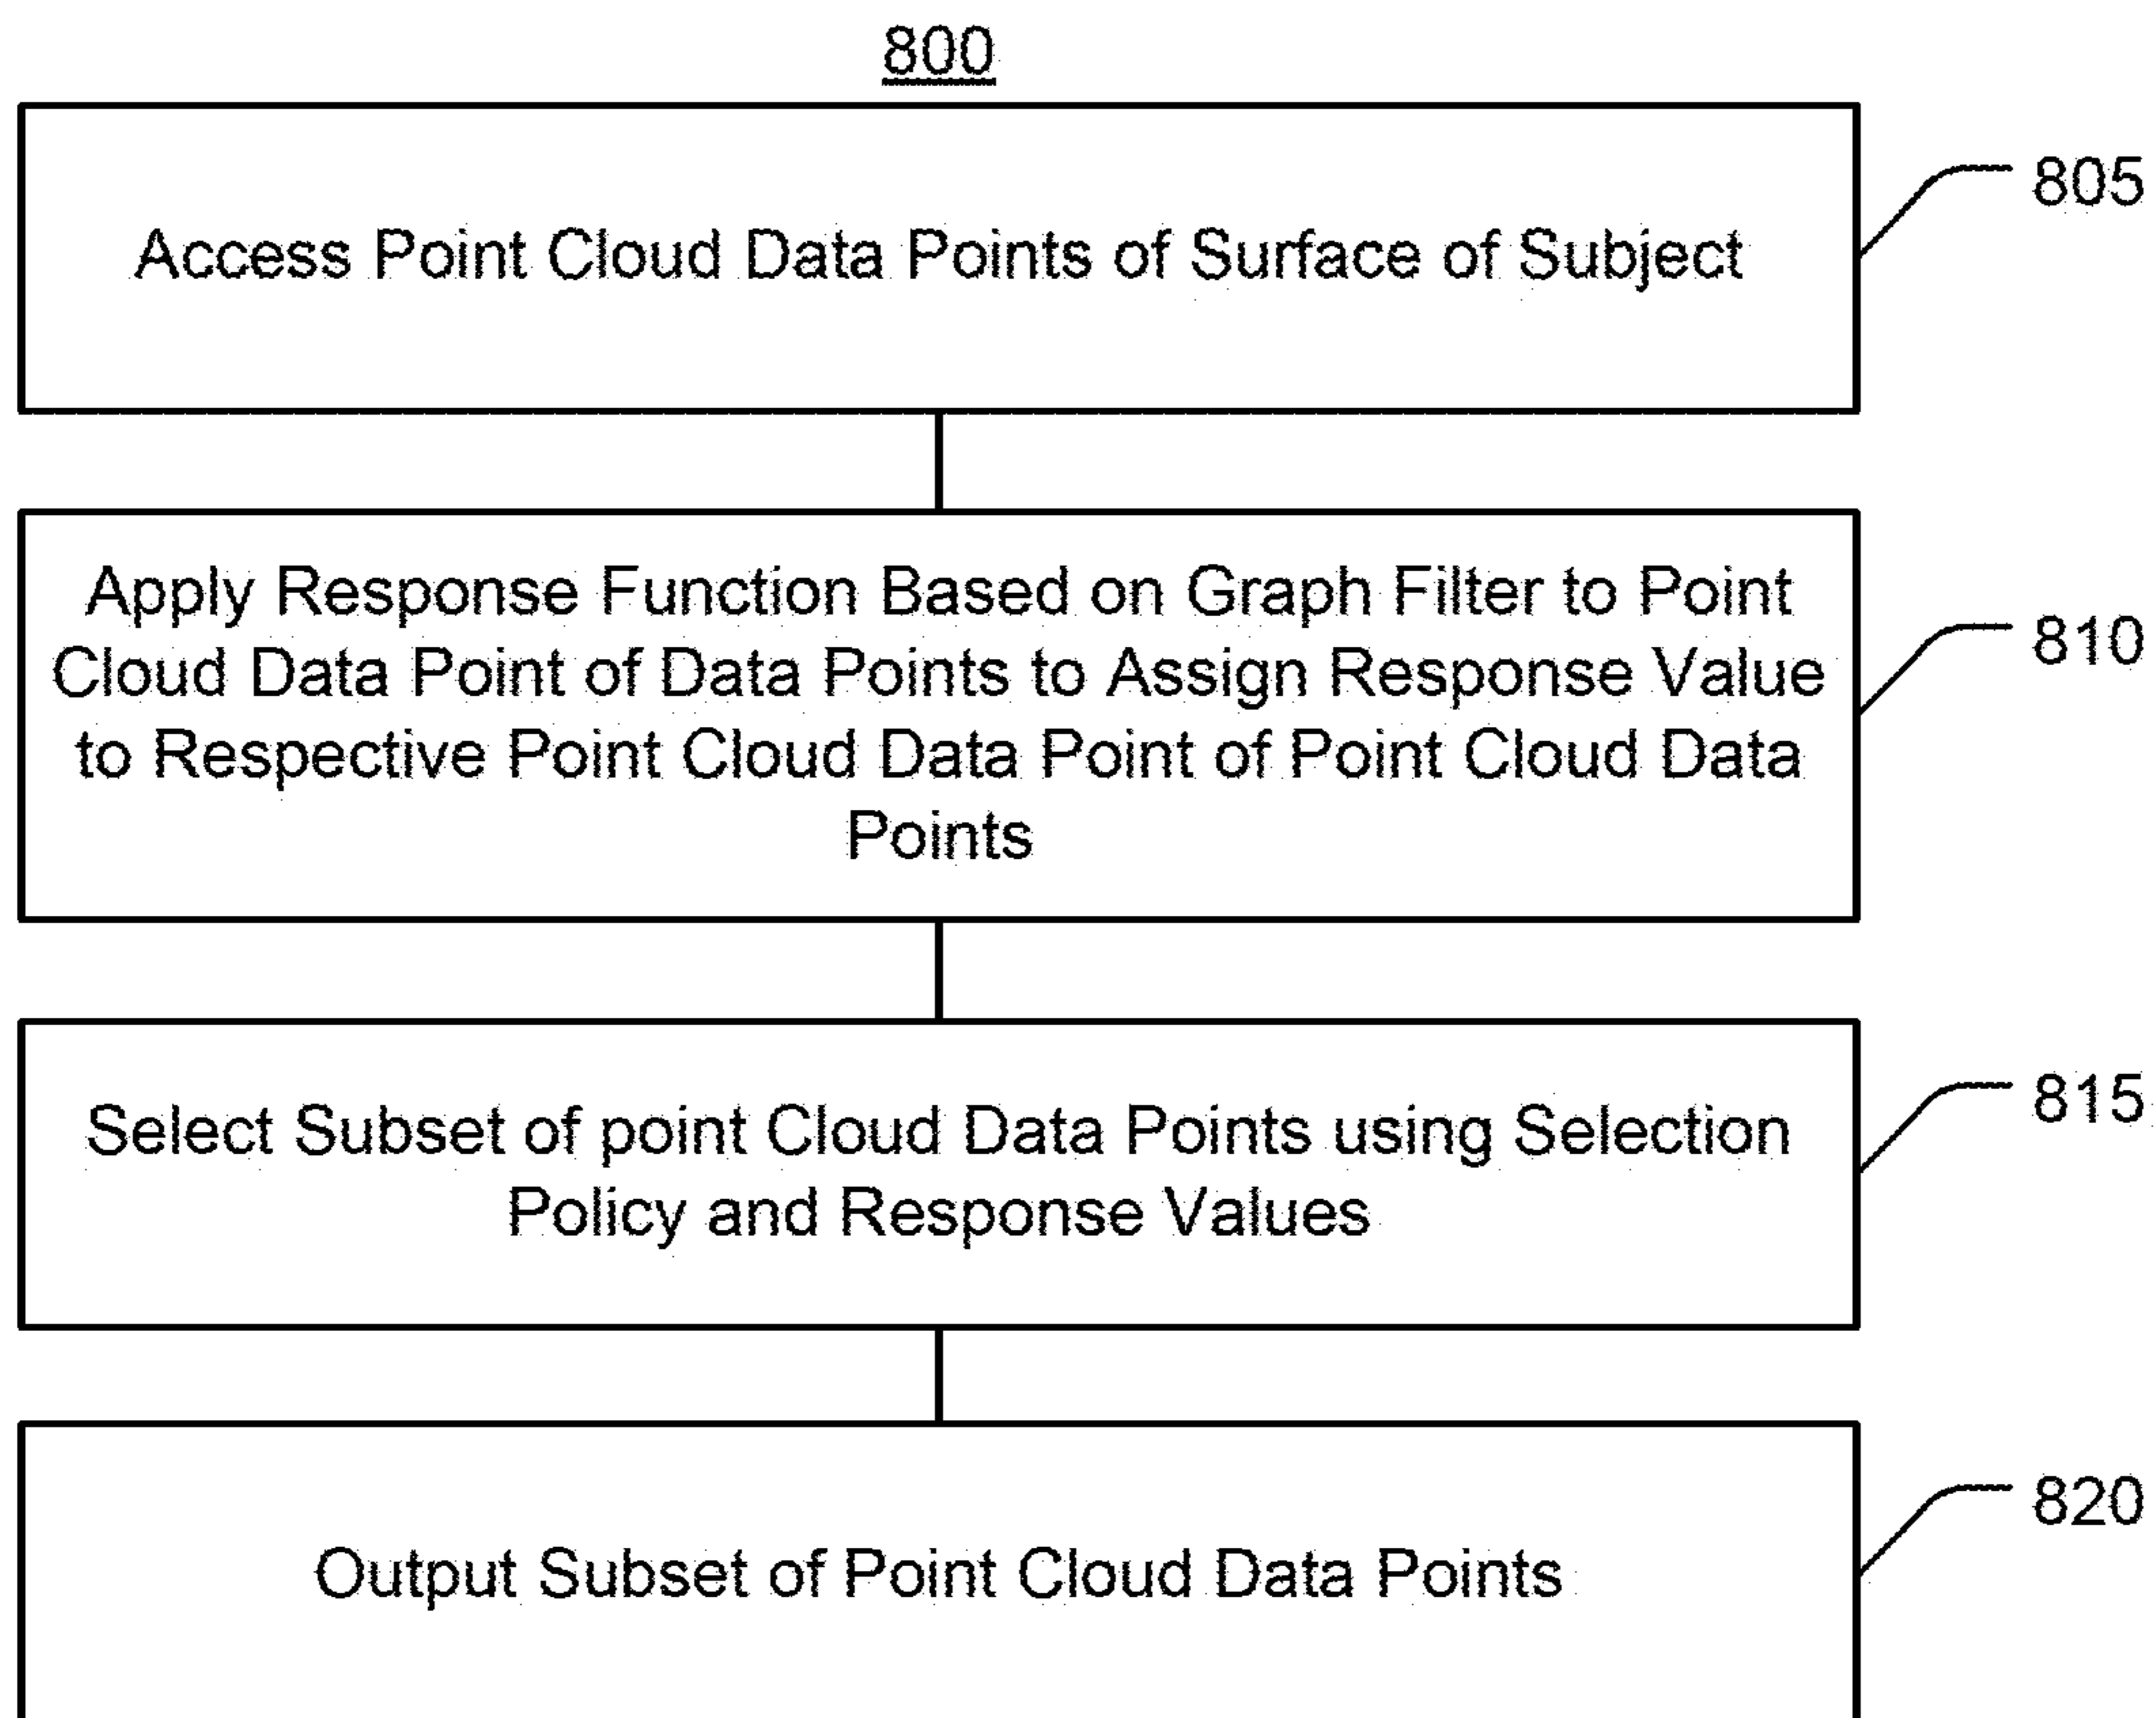 800
Access Point Cloud Data Points of Surface of Subject
805
Apply Response Function Based on Graph Filter to Point
Cloud Data Point of Data Points to Assign Response Value
to Respective Point Cloud Data Point of Point Cloud Data
Points
810
Select Subset of point Cloud Data Points using Selection
Policy and Response Values
815
Output Subset of Point Cloud Data Points
820